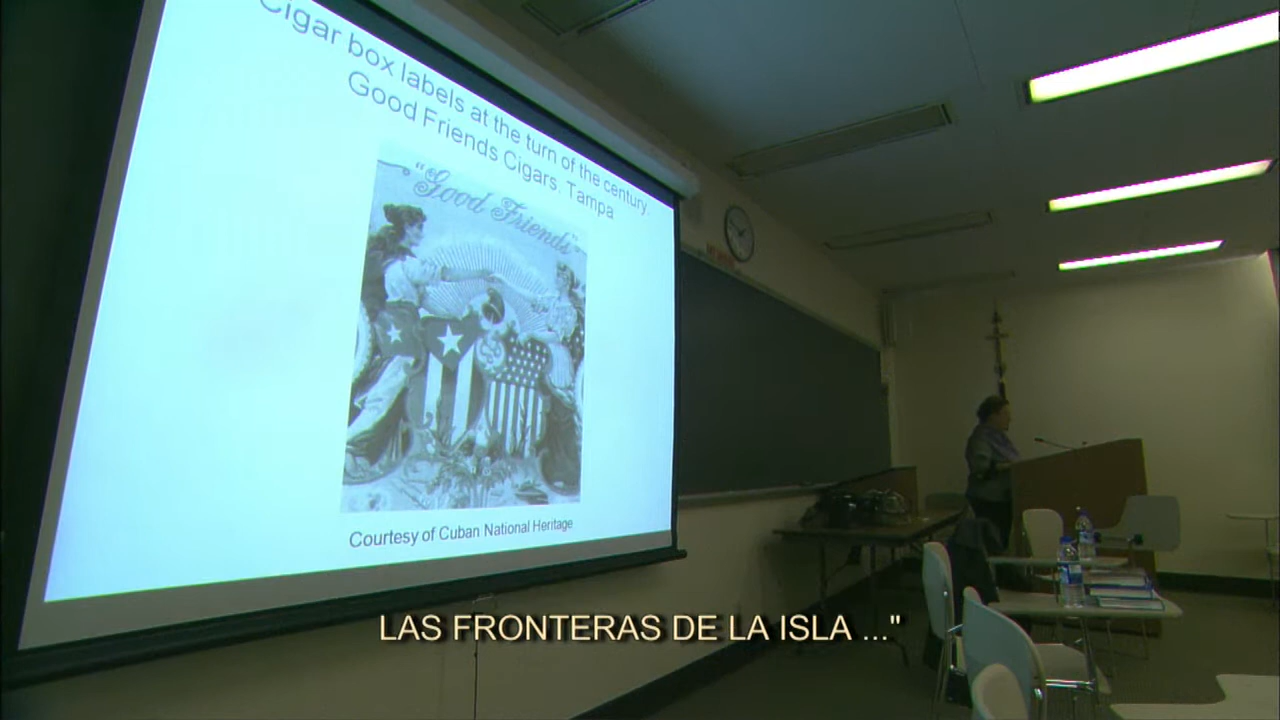 Cigar box labels at the turn of the century.
Good Friends Cigars, Tampa
"Good Friends"
Courtesy of Cuban National Heritage
LAS FRONTERAS DE LA ISLA ..."